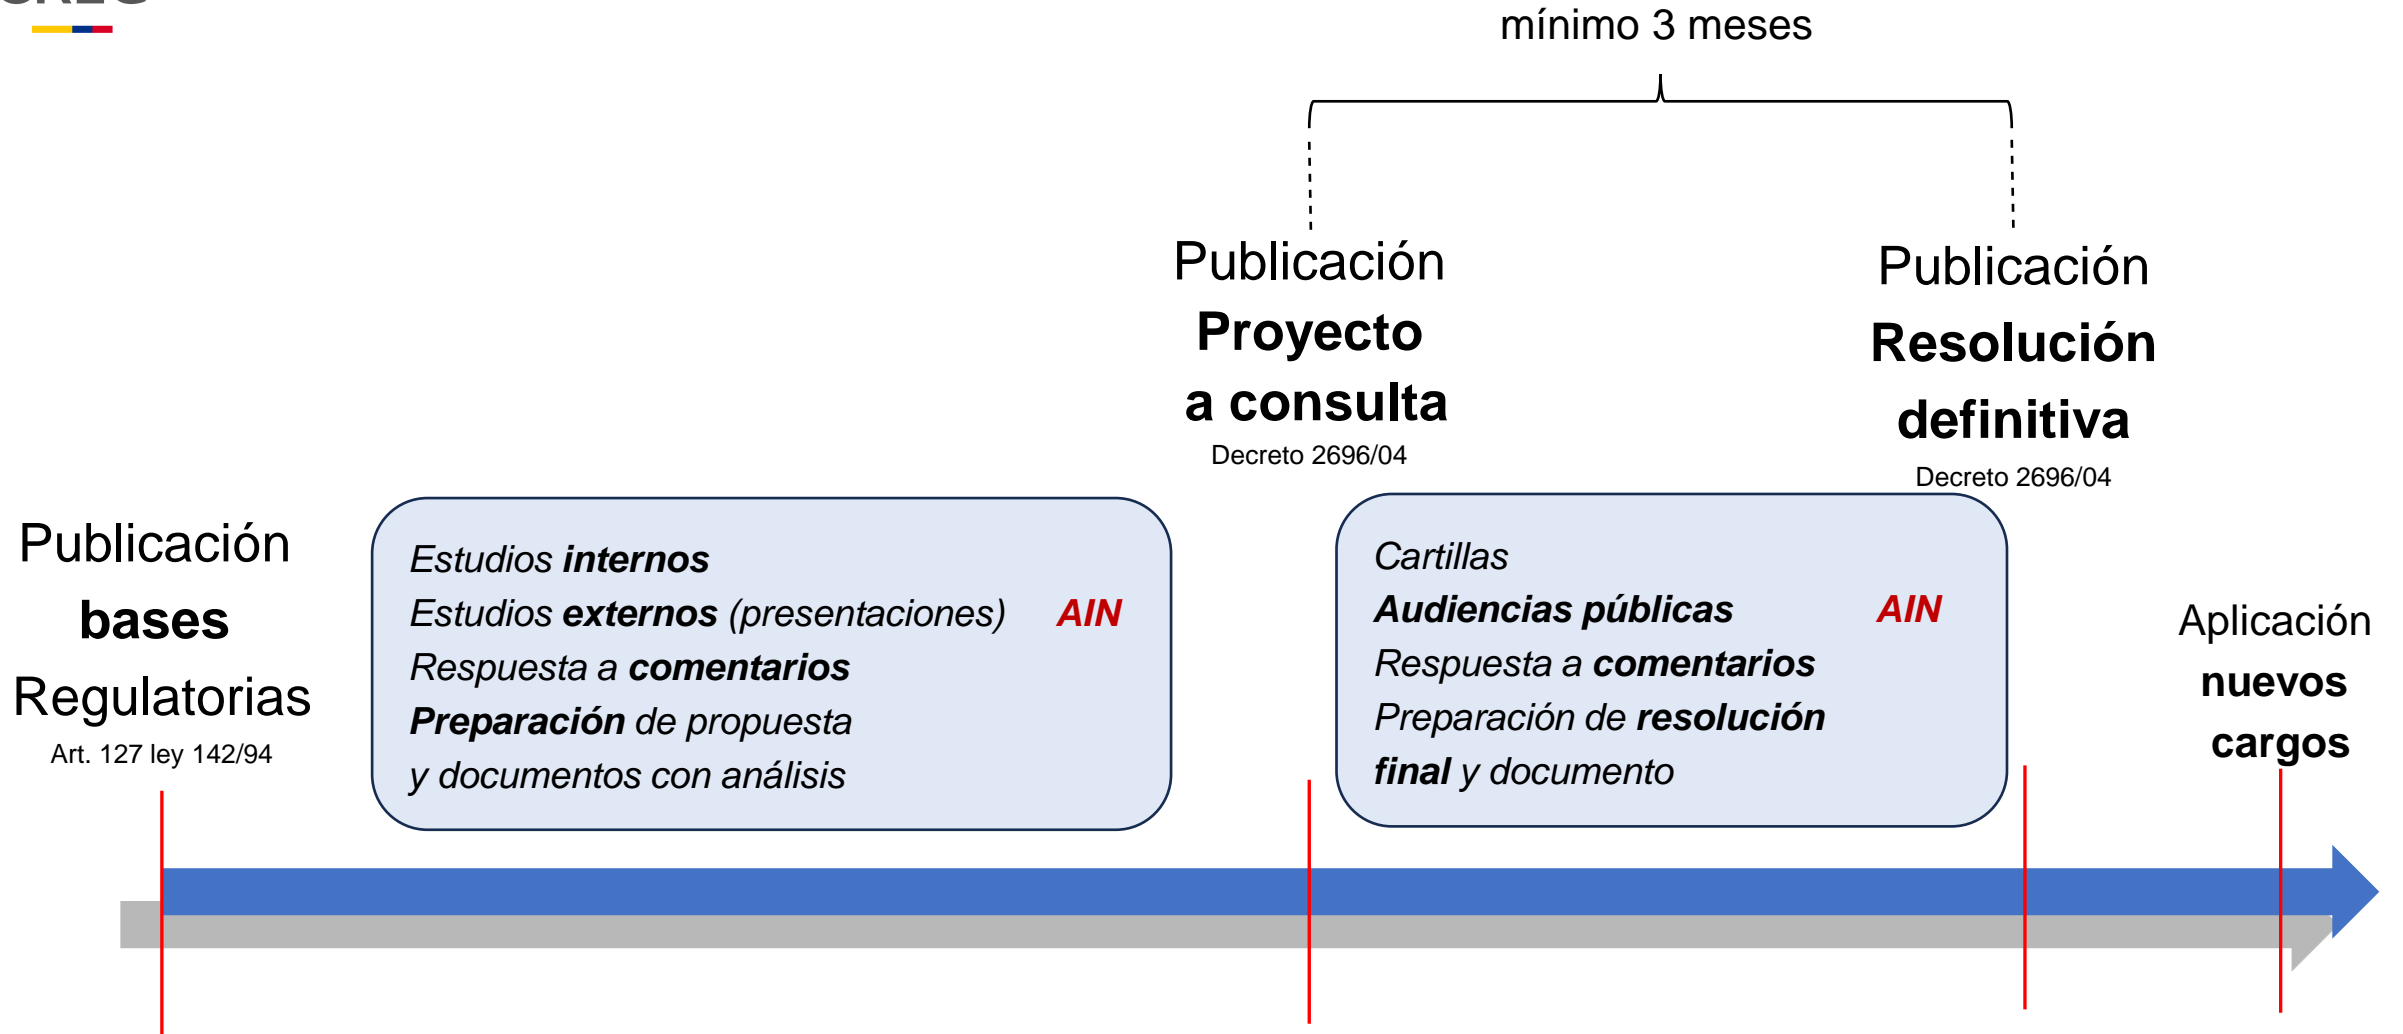 mínimo 3 meses
Publicación
Proyecto
a consulta
Decreto 2696/04
Publicación
Resolución
definitiva
Decreto 2696/04
Publicación
bases
Regulatorias
Art. 127 ley 142/94
Estudios internos
Estudios externos (presentaciones) AIN
Respuesta a comentarios
Preparación de propuesta
y documentos con análisis
Cartillas
Audiencias públicas AIN
Respuesta a comentarios
Preparación de resolución
final y documento
Aplicación
nuevos
cargos